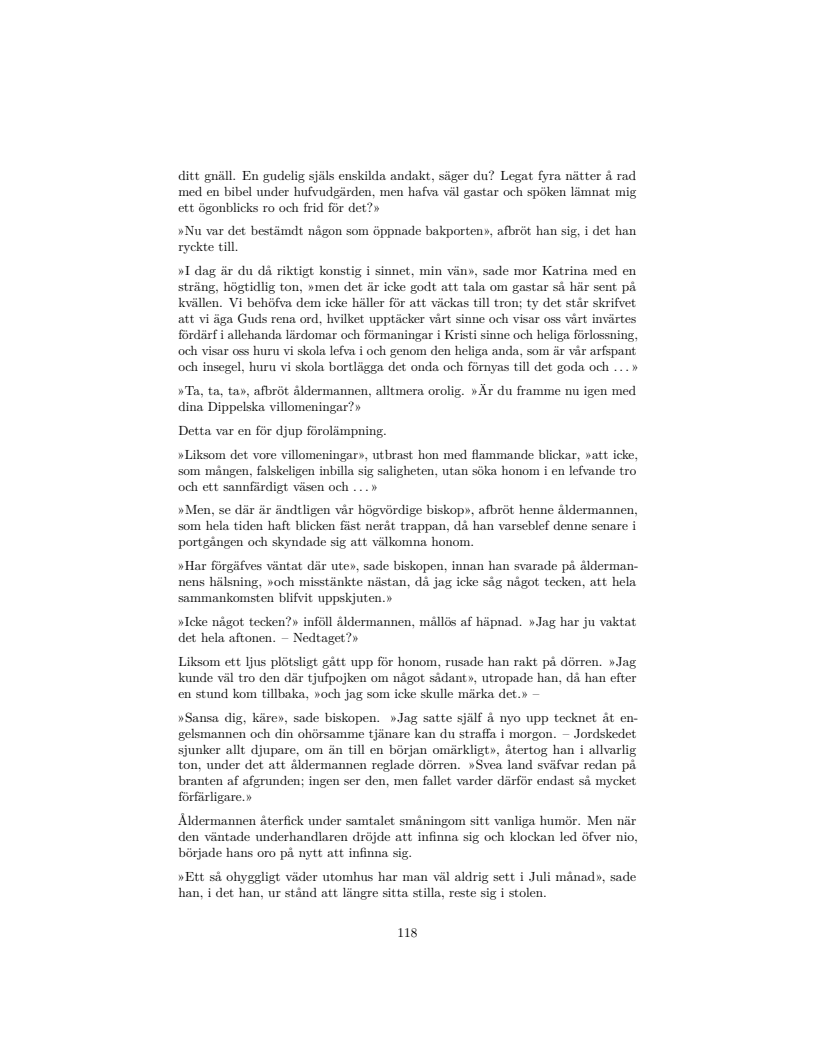 ditt gnäll. En gudelig själs enskilda andakt, säger du? Legat fyra nätter å rad
med en bibel under hufvudgärden, men hafva väl gastar och spöken lämnat mig
ett ögonblicks ro och frid för det?»
»Nu var det bestämdt någon som öppnade bakporten», afbröt han sig, i det han
ryckte till.
»I dag är du då riktigt konstig i sinnet, min vän», sade mor Katrina med en
sträng, högtidlig ton, »men det är icke godt att tala om gastar så här sent på
kvällen. Vi behöfva dem icke häller för att väckas till tron; ty det står skrifvet
att vi äga Guds rena ord, hvilket upptäcker vårt sinne och visar oss vårt invärtes
fördärf i allehanda lärdomar och förmaningar i Kristi sinne och heliga förlossning,
och visar oss huru vi skola lefva i och genom den heliga anda, som är vår arfspant
och insegel, huru vi skola bortlägga det onda och förnyas till det goda och . . . »
»Ta, ta, ta», afbröt åldermannen, alltmera orolig. »Är du framme nu igen med
dina Dippelska villomeningar?»
Detta var en för djup förolämpning.
»Liksom det vore villomeningar», utbrast hon med flammande blickar, »att icke,
som mången, falskeligen inbilla sig saligheten, utan söka honom i en lefvande tro
och ett sannfärdigt väsen och . . . »
»Men, se där är ändtligen vår högvördige biskop», afbröt henne åldermannen,
som hela tiden haft blicken fäst neråt trappan, då han varseblef denne senare i
portgången och skyndade sig att välkomna honom.
»Har förgäfves väntat där ute», sade biskopen, innan han svarade på ålderman-
nens hälsning, »och misstänkte nästan, då jag icke såg något tecken, att hela
sammankomsten blifvit uppskjuten.»
»Icke något tecken?» inföll åldermannen, mållös af häpnad. »Jag har ju vaktat
det hela aftonen. – Nedtaget?»
Liksom ett ljus plötsligt gått upp för honom, rusade han rakt på dörren. »Jag
kunde väl tro den där tjufpojken om något sådant», utropade han, då han efter
en stund kom tillbaka, »och jag som icke skulle märka det.» –
»Sansa dig, käre», sade biskopen. »Jag satte själf å nyo upp tecknet åt en-
gelsmannen och din ohörsamme tjänare kan du straffa i morgon. – Jordskedet
sjunker allt djupare, om än till en början omärkligt», återtog han i allvarlig
ton, under det att åldermannen reglade dörren. »Svea land sväfvar redan på
branten af afgrunden; ingen ser den, men fallet varder därför endast så mycket
förfärligare.»
Åldermannen återfick under samtalet småningom sitt vanliga humör. Men när
den väntade underhandlaren dröjde att infinna sig och klockan led öfver nio,
började hans oro på nytt att infinna sig.
»Ett så ohyggligt väder utomhus har man väl aldrig sett i Juli månad», sade
han, i det han, ur stånd att längre sitta stilla, reste sig i stolen.
118